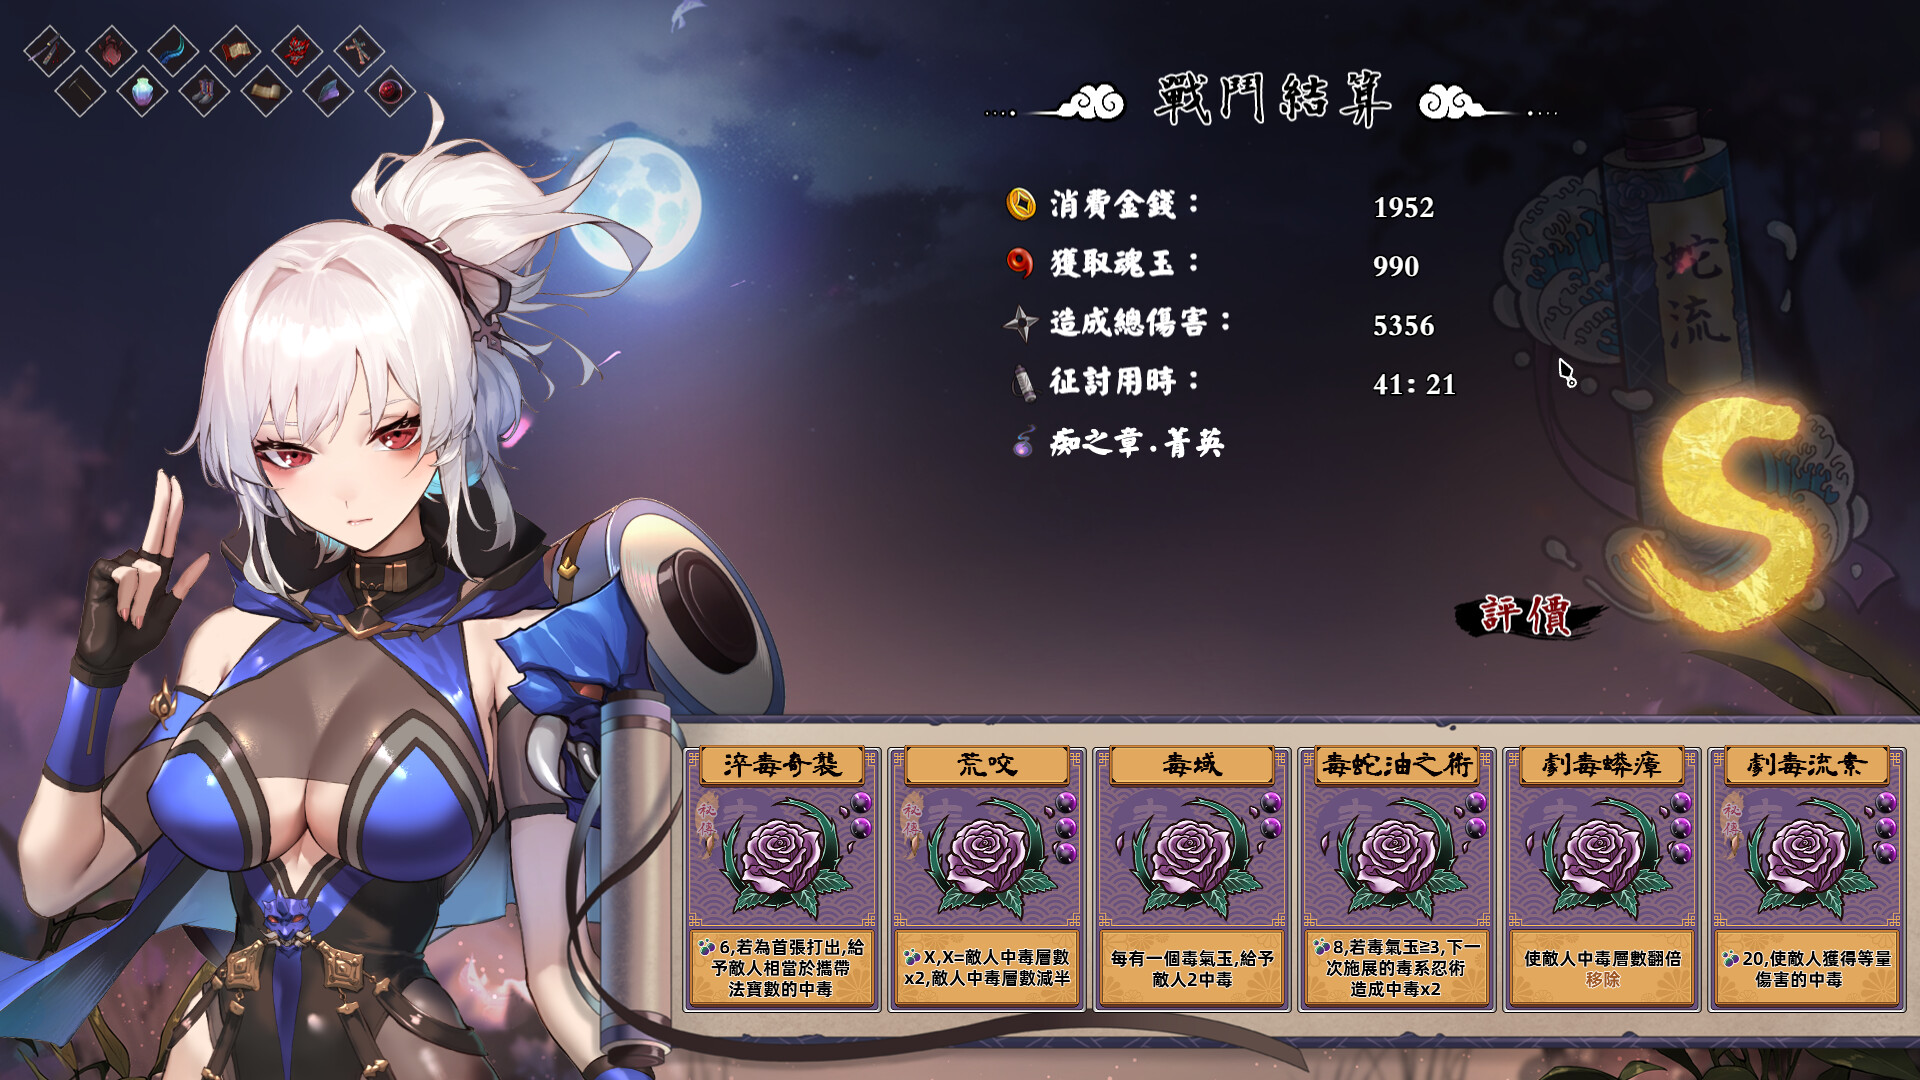 戰鬥結算
消費金錢： 1952
獲取魂玉： 990
造成總傷害： 5356
征討用時： 41: 21
痴之章.菁英
蛇流
S
評價
淬毒奇襲
秘傳
6,若為首張打出,給
予敵人相當於攜帶
法寶數的中毒
荒咬
秘傳
X,X=敵人中毒層數
x2,敵人中毒層數減半
毒域
每有一個毒氣玉,給予
敵人2中毒
毒蛇油之術
8,若毒氣玉≥3,下一
次施展的毒系忍術
造成中毒x2
劇毒蟒瘴
使敵人中毒層數翻倍
移除
劇毒流素
秘傳
20,使敵人獲得等量
傷害的中毒